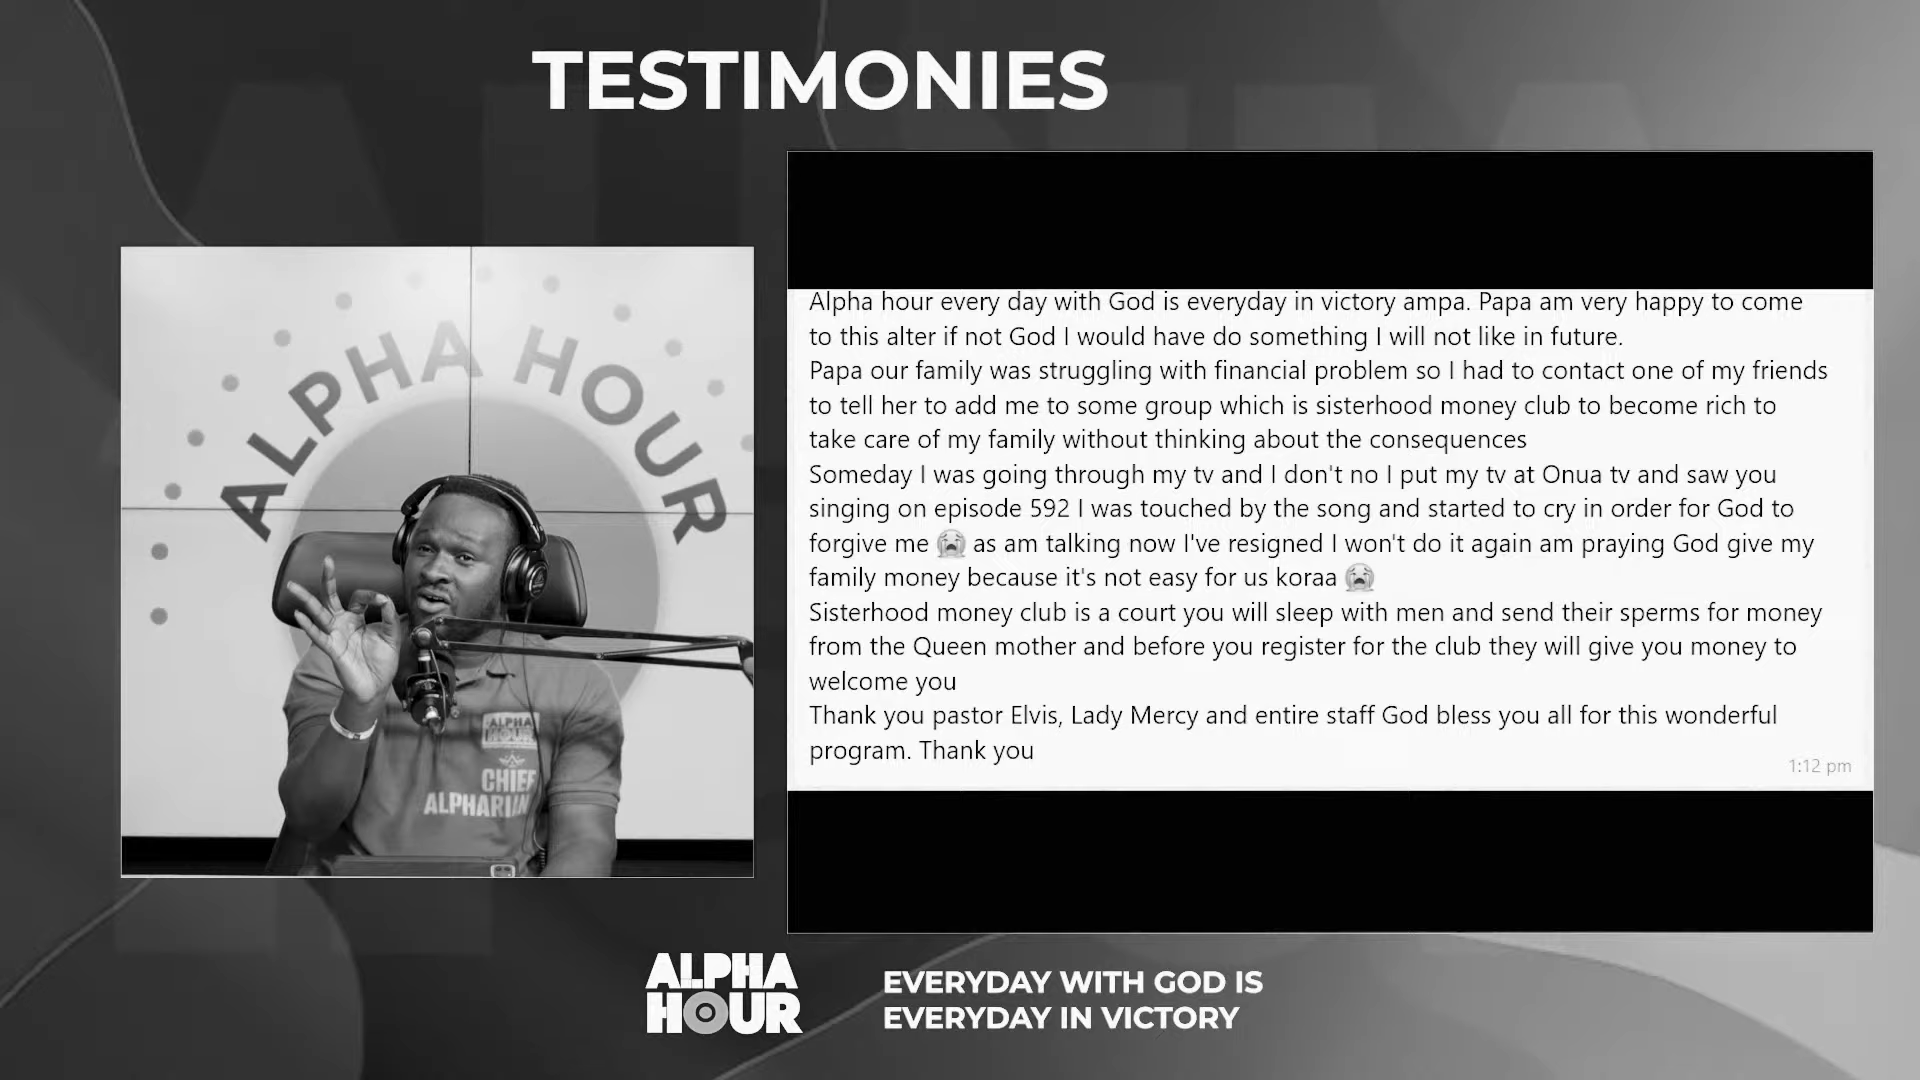 TESTIMONIES
ALPHA HOUR
ALPHA
HOUR
CHIEF
ALPHARIAN
Alpha hour every day with God is everyday in victory ampa. Papa am very happy to come
to this alter if not God I would have do something I will not like in future.
Papa our family was struggling with financial problem so I had to contact one of my friends
to tell her to add me to some group which is sisterhood money club to become rich to
take care of my family without thinking about the consequences
Someday I was going through my tv and I don't no I put my tv at Onua tv and saw you
singing on episode 592 I was touched by the song and started to cry in order for God to
forgive me 😭 as am talking now I've resigned I won't do it again am praying God give my
family money because it's not easy for us koraa 😭
Sisterhood money club is a court you will sleep with men and send their sperms for money
from the Queen mother and before you register for the club they will give you money to
welcome you
Thank you pastor Elvis, Lady Mercy and entire staff God bless you all for this wonderful
program. Thank you
1:12 pm
ALPHA
HOUR
EVERYDAY WITH GOD IS
EVERYDAY IN VICTORY